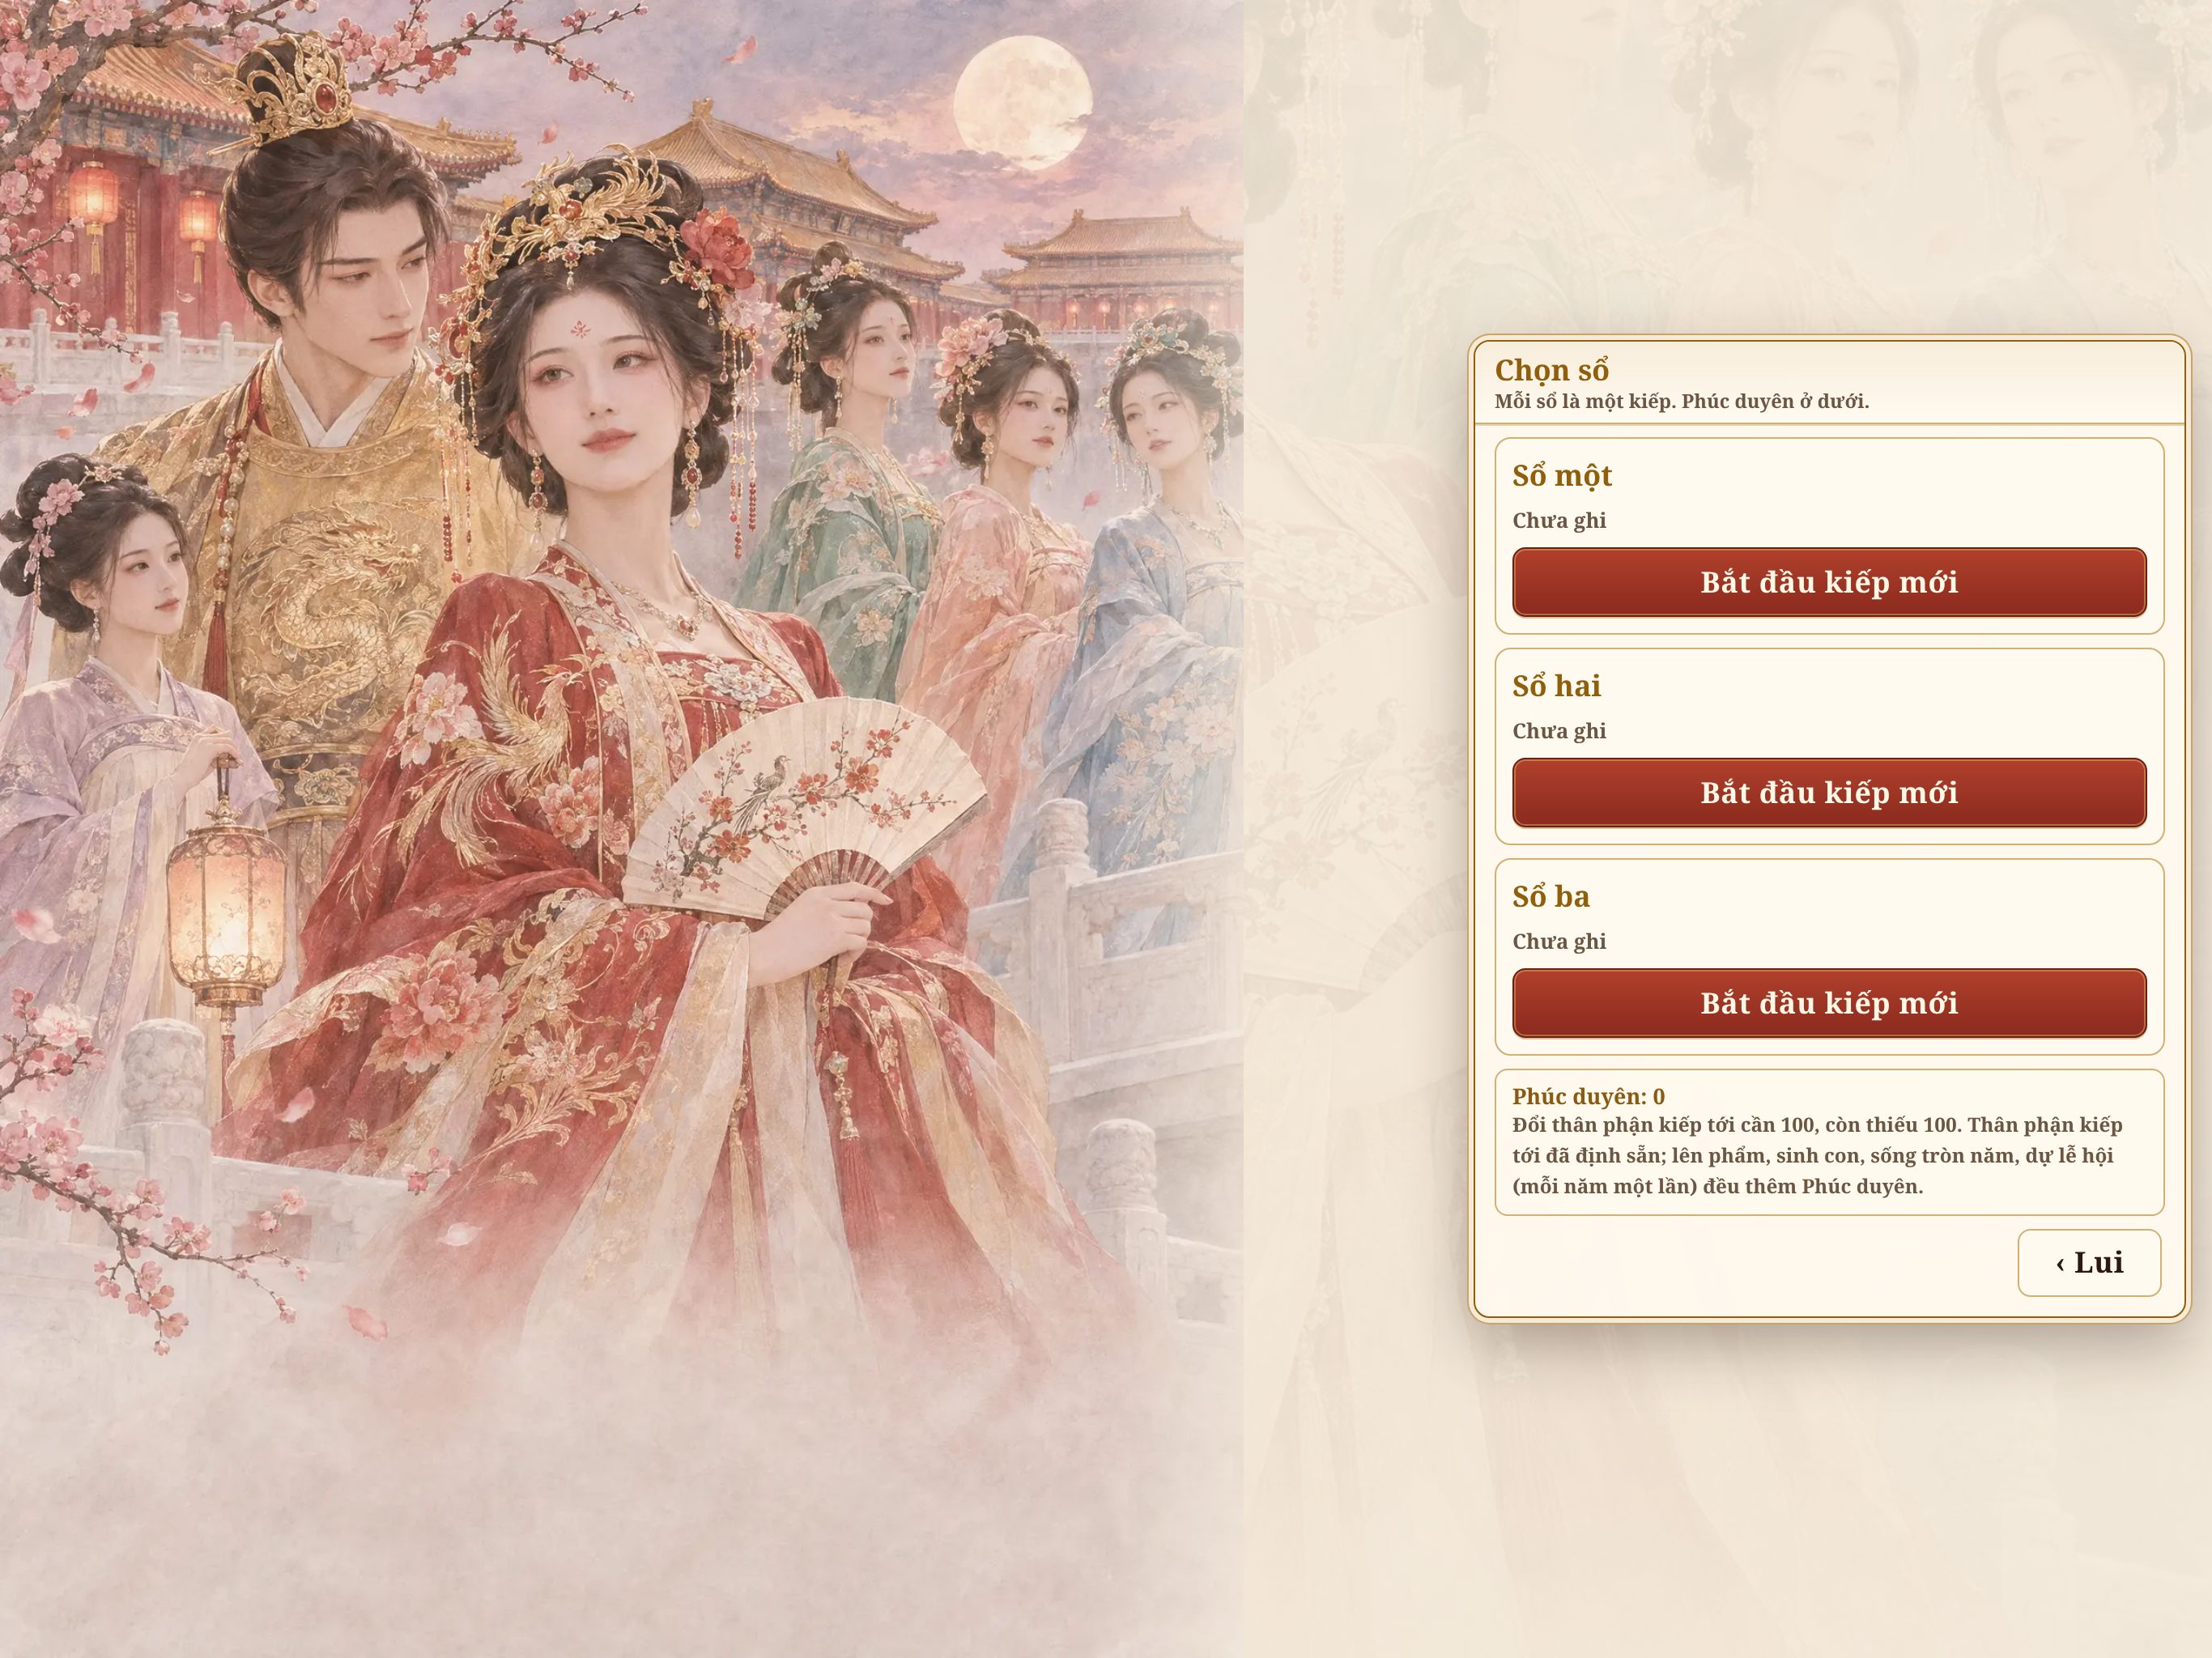 Chọn sổ
Mỗi sổ là một kiếp. Phúc duyên ở dưới.
Sổ một
Chưa ghi
Bắt đầu kiếp mới
Sổ hai
Chưa ghi
Bắt đầu kiếp mới
Sổ ba
Chưa ghi
Bắt đầu kiếp mới
Phúc duyên: 0
Đổi thân phận kiếp tới cần 100, còn thiếu 100. Thân phận kiếp
tới đã định sẵn; lên phẩm, sinh con, sống tròn năm, dự lễ hội
(mỗi năm một lần) đều thêm Phúc duyên.
‹ Lui